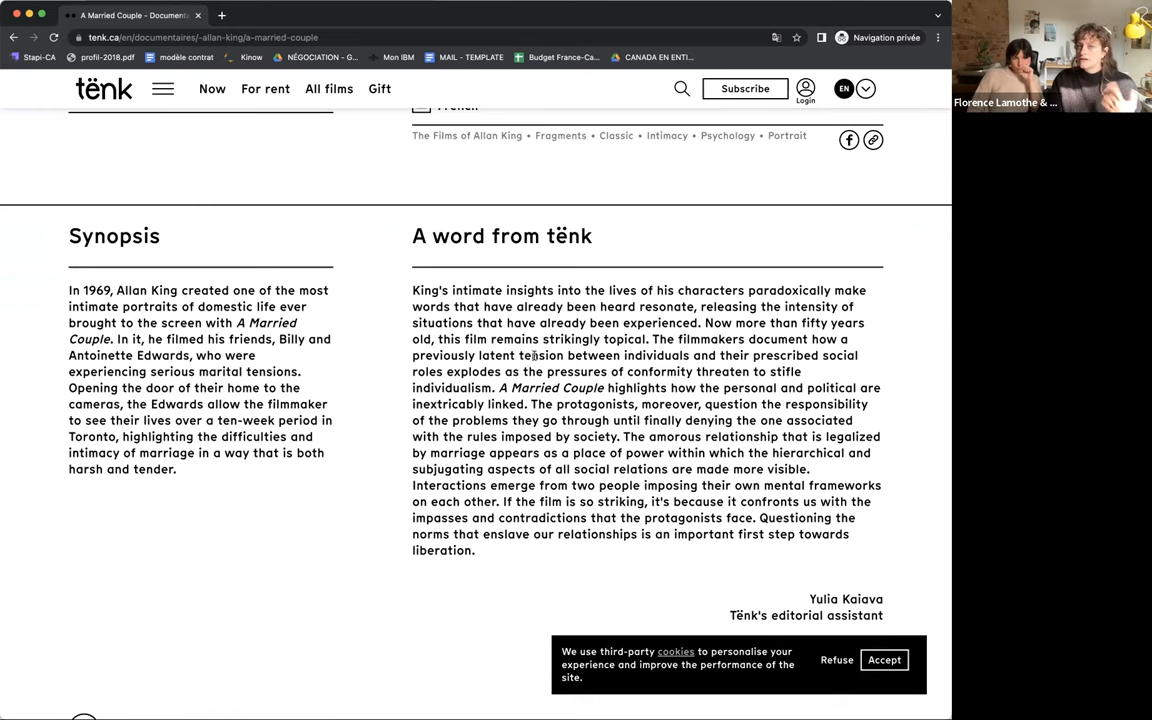 A Married Couple - Documenta
tenk.ca/en/documentaires/-allan-king/a-married-couple
Navigation privée
Stapi-CA
profil-2018.pdf
modèle contrat
Kinow
NÉGOCIATION - G...
Mon IBM
MAIL - TEMPLATE
Budget France-Ca...
CANADA EN ENTI...
tënk
Now
For rent
All films
Gift
Subscribe
Login
EN
French
The Films of Allan King • Fragments • Classic • Intimacy • Psychology • Portrait
Synopsis
In 1969, Allan King created one of the most
intimate portraits of domestic life ever
brought to the screen with A Married
Couple. In it, he filmed his friends, Billy and
Antoinette Edwards, who were
experiencing serious marital tensions.
Opening the door of their home to the
cameras, the Edwards allow the filmmaker
to see their lives over a ten-week period in
Toronto, highlighting the difficulties and
intimacy of marriage in a way that is both
harsh and tender.
A word from tënk
King's intimate insights into the lives of his characters paradoxically make
words that have already been heard resonate, releasing the intensity of
situations that have already been experienced. Now more than fifty years
old, this film remains strikingly topical. The filmmakers document how a
previously latent tension between individuals and their prescribed social
roles explodes as the pressures of conformity threaten to stifle
individualism. A Married Couple highlights how the personal and political are
inextricably linked. The protagonists, moreover, question the responsibility
of the problems they go through until finally denying the one associated
with the rules imposed by society. The amorous relationship that is legalized
by marriage appears as a place of power within which the hierarchical and
subjugating aspects of all social relations are made more visible.
Interactions emerge from two people imposing their own mental frameworks
on each other. If the film is so striking, it's because it confronts us with the
impasses and contradictions that the protagonists face. Questioning the
norms that enslave our relationships is an important first step towards
liberation.
Yulia Kaiava
Tënk's editorial assistant
We use third-party cookies to personalise your
experience and improve the performance of the
site.
Refuse
Accept
Florence Lamothe & ...